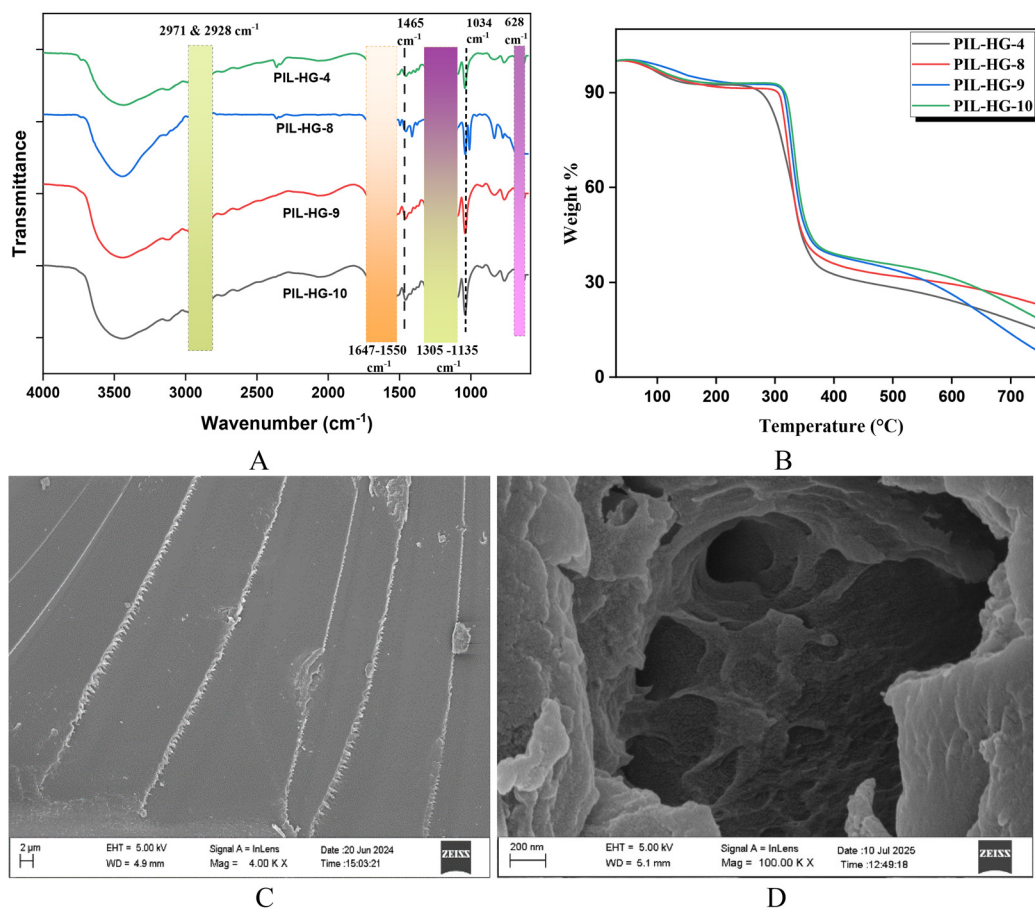 2971 & 2928 cm-1
1465
cm-1
1034
cm-1
628
cm-1
PIL-HG-4
PIL-HG-8
PIL-HG-9
PIL-HG-10
1647-1550
cm-1
1305 -1135
cm-1
Transmittance
4000
3500
3000
2500
2000
1500
1000
Wavenumber (cm-1)
A
PIL-HG-4
PIL-HG-8
PIL-HG-9
PIL-HG-10
Weight %
90
60
30
0
100
200
300
400
500
600
700
Temperature (°C)
B
2 µm
EHT = 5.00 kV
WD = 4.9 mm
Signal A = InLens
Mag = 4.00 K X
Date :20 Jun 2024
Time :15:03:21
ZEISS
C
200 nm
EHT = 5.00 kV
WD = 5.1 mm
Signal A = InLens
Mag = 100.00 K X
Date :10 Jul 2025
Time :12:49:18
ZEISS
D